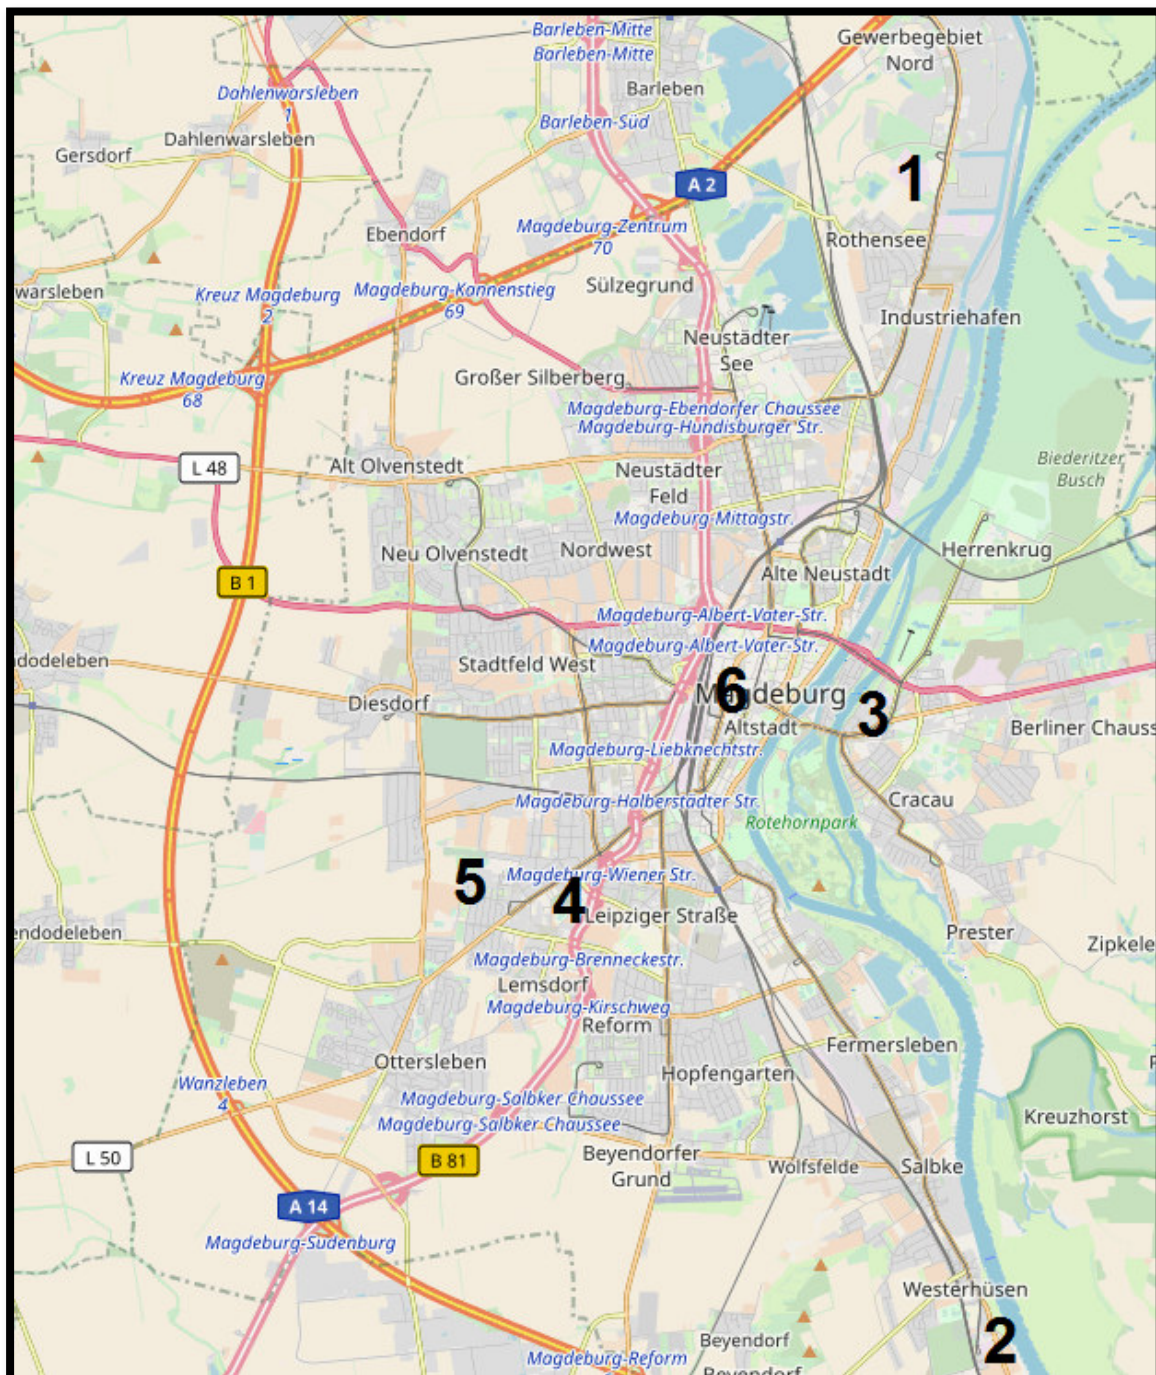 Barleben-Mitte
Barleben-Mitte
Gewerbegebiet
Nord
Barleben
Dahlenwarsleben
1
Barleben-Süd
Dahlenwarsleben
Gersdorf
1
A 2
Magdeburg-Zentrum
70
Ebendorf
Rothensee
Sülzegrund
warsleben
Kreuz Magdeburg
2
Magdeburg-Kannenstieg
69
Industriehafen
Neustädter
See
Kreuz Magdeburg
68
Großer Silberberg
Magdeburg-Ebendorfer Chaussee
Magdeburg-Hundisburger Str.
L 48
Alt Olvenstedt
Neustädter
Feld
Biederitzer
Busch
Magdeburg-Mittagstr.
Neu Olvenstedt
Nordwest
Herrenkrug
B 1
Alte Neustadt
Magdeburg-Albert-Vater-Str.
Magdeburg-Albert-Vater-Str.
ndodeleben
Stadtfeld West
Diesdorf
6
Magdeburg
3
Altstadt
Berliner Chauss
Magdeburg-Liebknechtstr.
Magdeburg-Halberstädter Str.
Cracau
Rotehornpark
5
Magdeburg-Wiener Str.
4
Leipziger Straße
endodeleben
Prester
Zipkele
Magdeburg-Brenneckestr.
Lemsdorf
Magdeburg-Kirschweg
Reform
Fermersleben
Ottersleben
Hopfengarten
Wanzleben
4
Magdeburg-Salbker Chaussee
Magdeburg-Salbker Chaussee
Kreuzhorst
L 50
B 81
Beyendorfer
Grund
Wolfsfelde
Salbke
A 14
Magdeburg-Sudenburg
Westerhüsen
2
Beyendorf
Magdeburg-Reform
Beyendorf